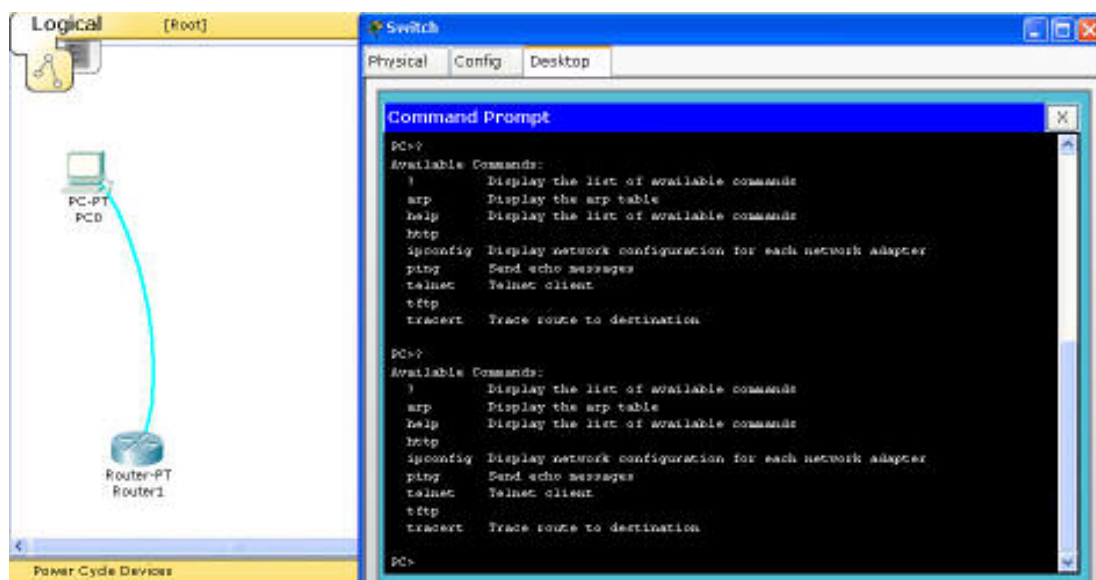 Logical [Root]
PC-PT
PC0
Router-PT
Router1
Power Cycle Devices
Switch
Physical Config Desktop
Command Prompt X
PC>?
Available Commands:
? Display the list of available commands
arp Display the arp table
help Display the list of available commands
http
ipconfig Display network configuration for each network adapter
ping Send echo messages
telnet Telnet client
tftp
tracert Trace route to destination
PC>?
Available Commands:
? Display the list of available commands
arp Display the arp table
help Display the list of available commands
http
ipconfig Display network configuration for each network adapter
ping Send echo messages
telnet Telnet client
tftp
tracert Trace route to destination
PC>